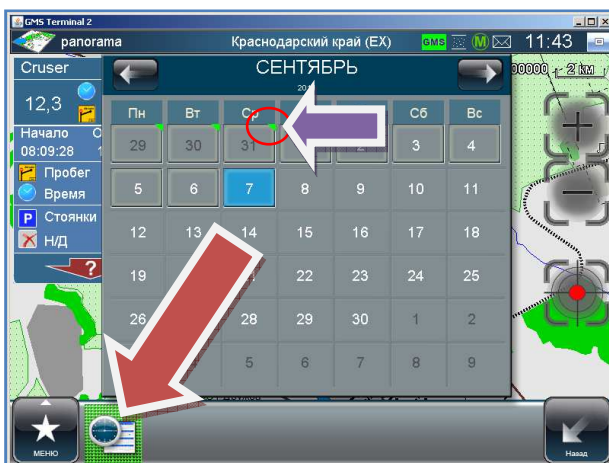 GMS Terminal 2
panorama Краснодарский край (EX) GMS M 11:43
Cruser
12,3
Начало
08:09:28
Пробег
Время
P Стоянки
Н/Д
?
2 км
СЕНТЯБРЬ
Пн Вт Ср Сб Вс
29 30 31 2 3 4
5 6 7 8 9 10 11
12 13 14 15 16 17 18
19 22 23 24 25
26 28 29 30 1 2
5 6 7 8 9
МЕНЮ
Назад